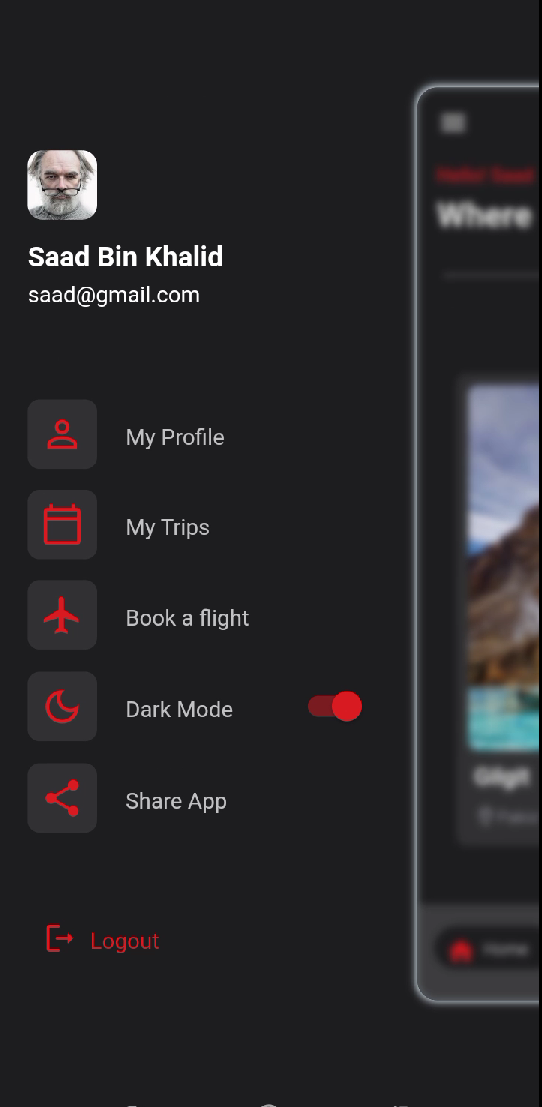 Saad Bin Khalid
saad@gmail.com
My Profile
My Trips
Book a flight
Dark Mode
Share App
Logout
Hello! Saad
Where
Gilgit
Home